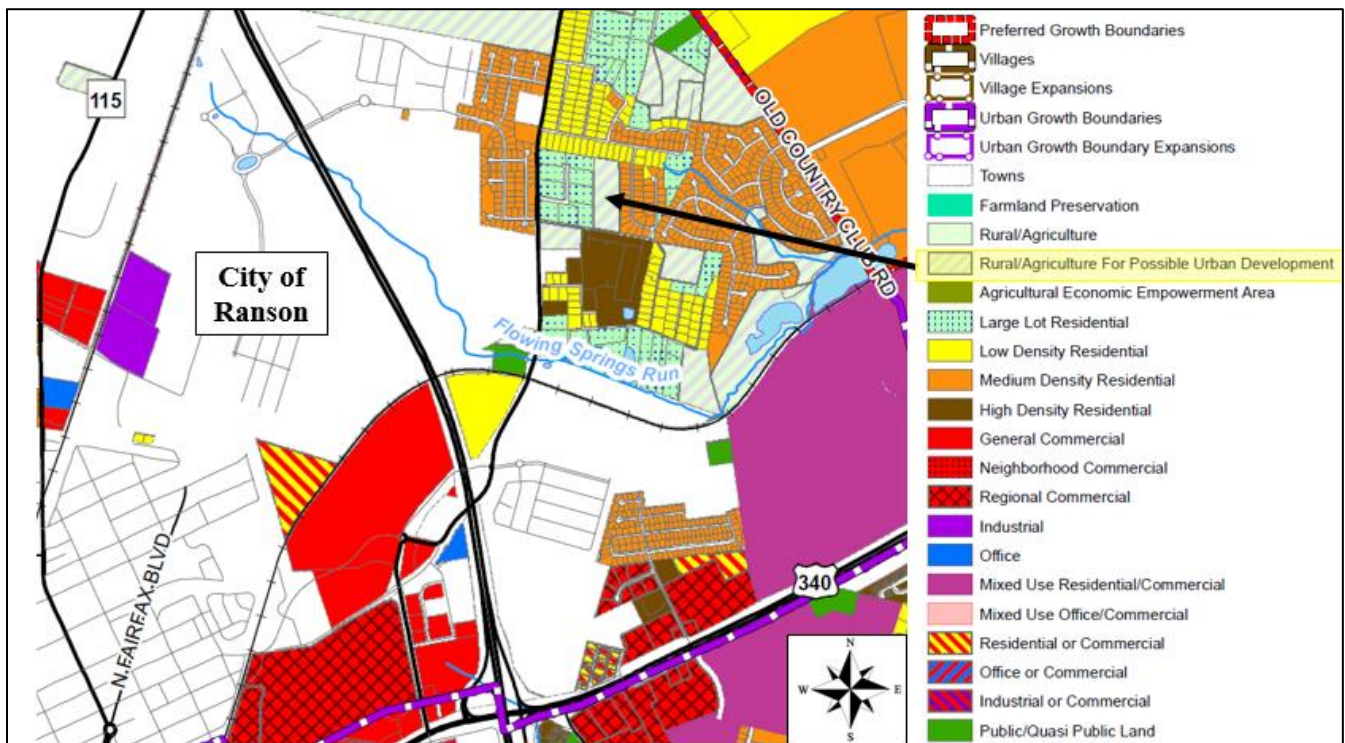 115
City of
Ranson
OLD COUNTRY CLUB RD
Flowing Springs Run
N.FAIRFAX.BLVD
340
N
W
E
S
Preferred Growth Boundaries
Villages
Village Expansions
Urban Growth Boundaries
Urban Growth Boundary Expansions
Towns
Farmland Preservation
Rural/Agriculture
Rural/Agriculture For Possible Urban Development
Agricultural Economic Empowerment Area
Large Lot Residential
Low Density Residential
Medium Density Residential
High Density Residential
General Commercial
Neighborhood Commercial
Regional Commercial
Industrial
Office
Mixed Use Residential/Commercial
Mixed Use Office/Commercial
Residential or Commercial
Office or Commercial
Industrial or Commercial
Public/Quasi Public Land